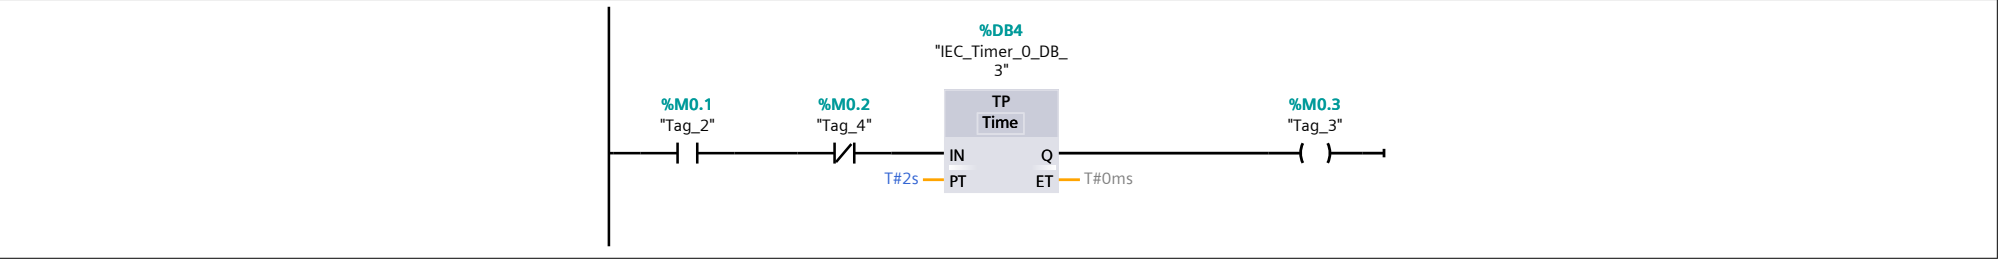 %DB4
"IEC_Timer_0_DB_
3"
%M0.1
"Tag_2"
%M0.2
"Tag_4"
TP
Time
%M0.3
"Tag_3"
IN
Q
T#2s
PT
ET
T#0ms